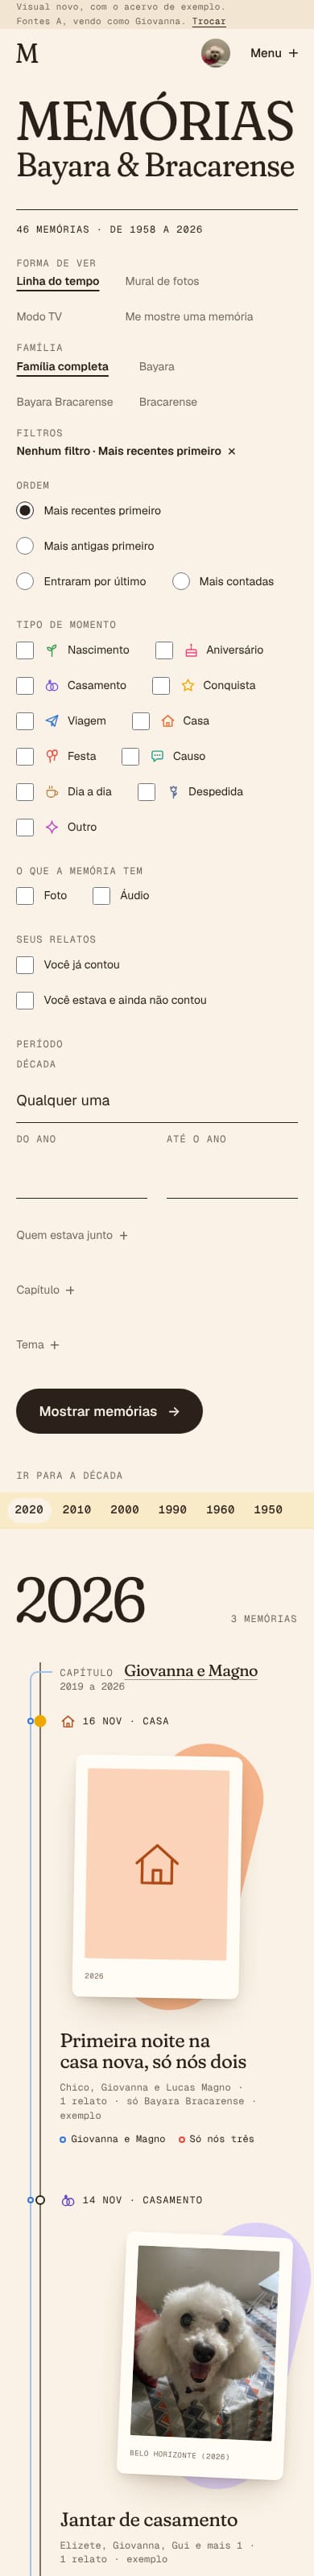 Visual novo, com o acervo de exemplo.
Fontes A, vendo como Giovanna. Trocar
M
Menu +
MEMÓRIAS
Bayara & Bracarense
46 MEMÓRIAS · DE 1958 A 2026
FORMA DE VER
Linha do tempo Mural de fotos
Modo TV Me mostre uma memória
FAMÍLIA
Família completa Bayara
Bayara Bracarense Bracarense
FILTROS
Nenhum filtro · Mais recentes primeiro ×
ORDEM
Mais recentes primeiro
Mais antigas primeiro
Entraram por último Mais contadas
TIPO DE MOMENTO
Nascimento Aniversário
Casamento Conquista
Viagem Casa
Festa Causo
Dia a dia Despedida
Outro
O QUE A MEMÓRIA TEM
Foto Áudio
SEUS RELATOS
Você já contou
Você estava e ainda não contou
PERÍODO
DÉCADA
Qualquer uma
DO ANO ATÉ O ANO
Quem estava junto +
Capítulo +
Tema +
Mostrar memórias →
IR PARA A DÉCADA
2020 2010 2000 1990 1960 1950
2026
3 MEMÓRIAS
CAPÍTULO Giovanna e Magno
2019 a 2026
16 NOV · CASA
2026
Primeira noite na
casa nova, só nós dois
Chico, Giovanna e Lucas Magno ·
1 relato · só Bayara Bracarense ·
exemplo
Giovanna e Magno Só nós três
14 NOV · CASAMENTO
BELO HORIZONTE (2026)
Jantar de casamento
Elizete, Giovanna, Gui e mais 1 ·
1 relato · exemplo